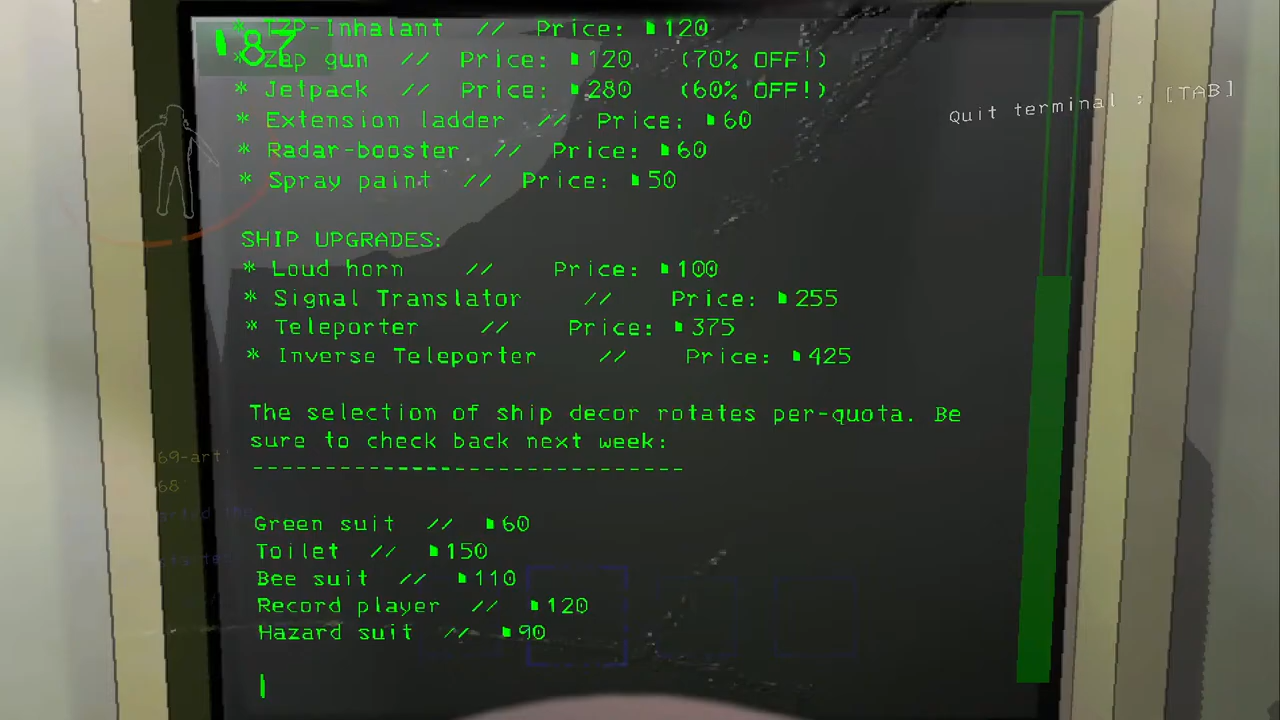 * TZP-Inhalant // Price: ▮120
▮87
* Zap gun // Price: ▮120 (70% OFF!)
* Jetpack // Price: ▮280 (60% OFF!)
Quit terminal : [TAB]
* Extension ladder // Price: ▮60
* Radar-booster // Price: ▮60
* Spray paint // Price: ▮50
SHIP UPGRADES:
* Loud horn // Price: ▮100
* Signal Translator // Price: ▮255
* Teleporter // Price: ▮375
* Inverse Teleporter // Price: ▮425
The selection of ship decor rotates per-quota. Be
sure to check back next week:
------------------------------
Green suit // ▮60
Toilet // ▮150
Bee suit // ▮110
Record player // ▮120
Hazard suit // ▮90